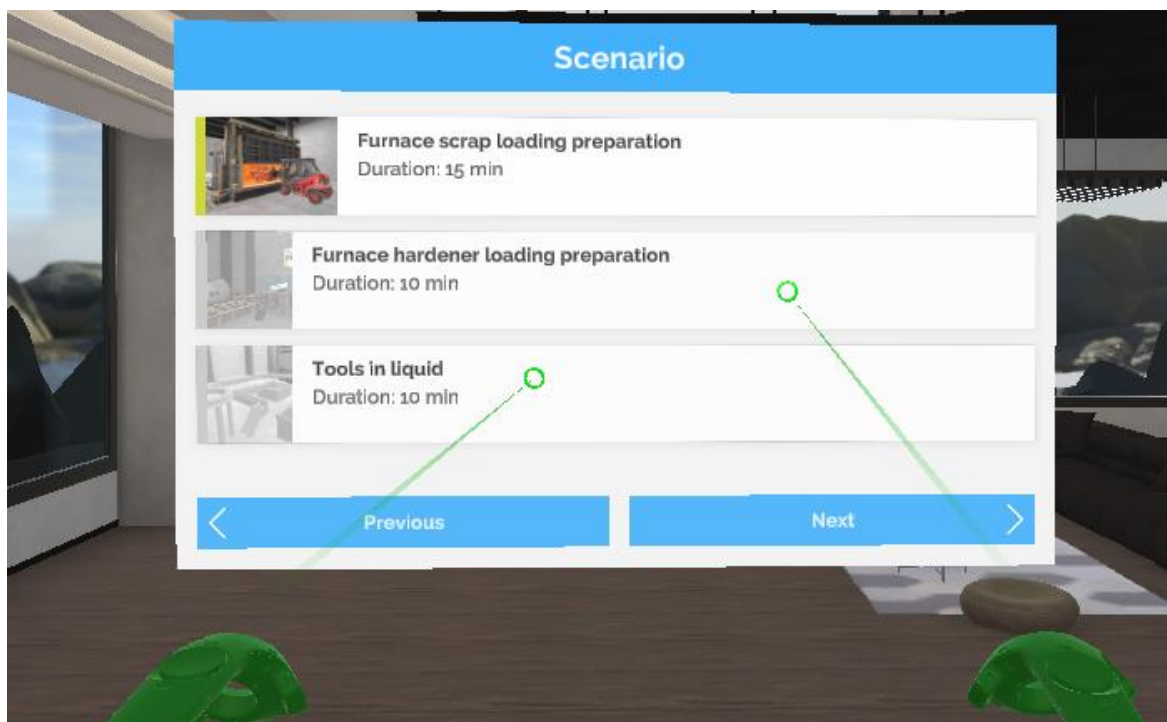 Scenario
Furnace scrap loading preparation
Duration: 15 min
Furnace hardener loading preparation
Duration: 10 min
Tools in liquid
Duration: 10 min
Previous
Next